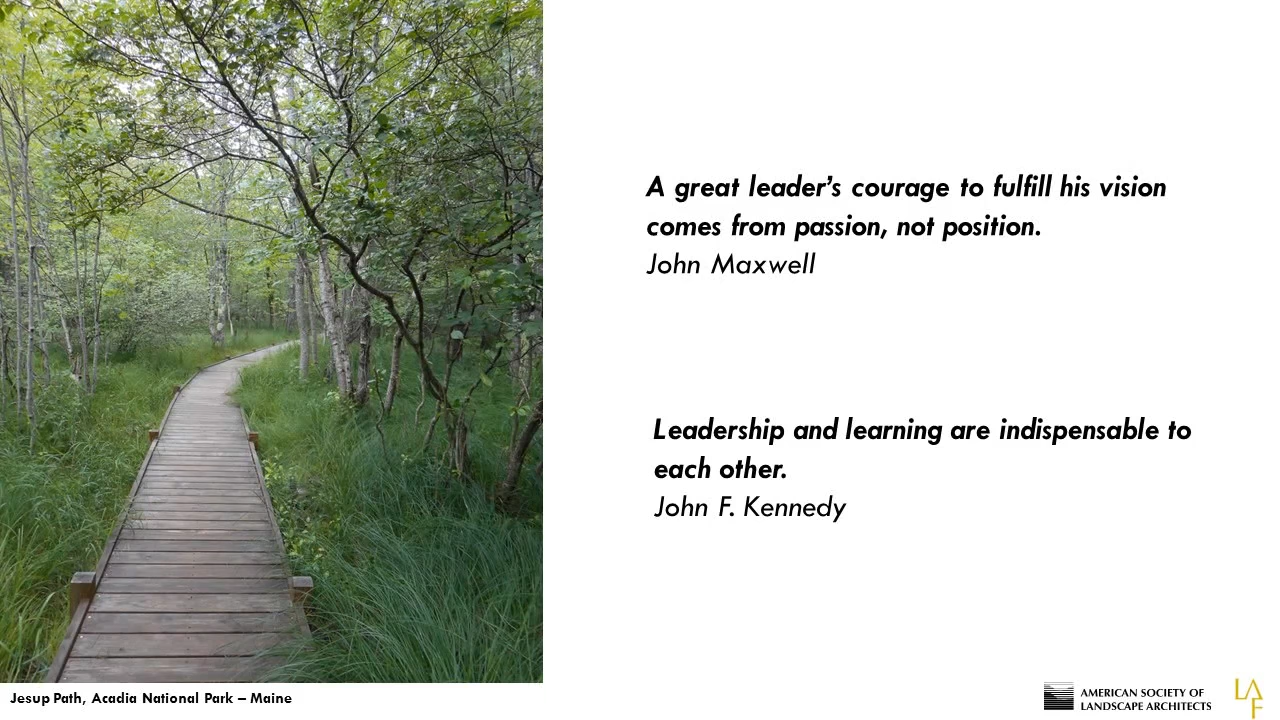 A great leader’s courage to fulfill his vision
comes from passion, not position.
John Maxwell
Leadership and learning are indispensable to
each other.
John F. Kennedy
Jesup Path, Acadia National Park – Maine
AMERICAN SOCIETY OF
LANDSCAPE ARCHITECTS
LA
F